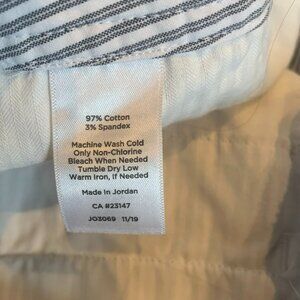 97% Cotton
3% Spandex
Machine Wash Cold
Only Non-Chlorine
Bleach When Needed
Tumble Dry Low
Warm Iron, if Needed
Made in Jordan
CA #23147
JO3069 11/19